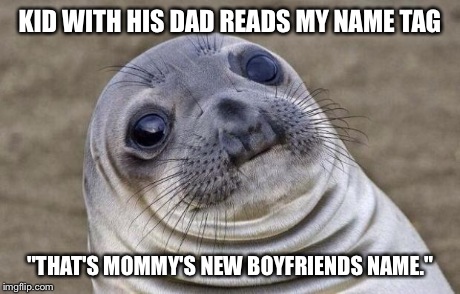 KID WITH HIS DAD READS MY NAME TAG
"THAT'S MOMMY'S NEW BOYFRIENDS NAME."
imgflip.com